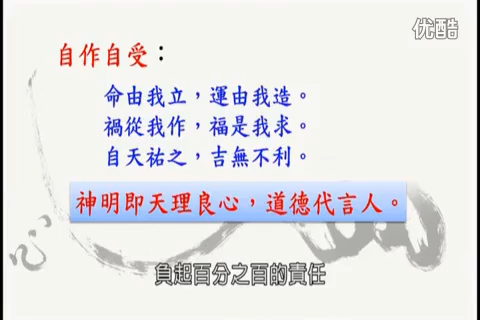 优酷
自作自受：
命由我立，運由我造。
禍從我作，福是我求。
自天祐之，吉無不利。
神明即天理良心，道德代言人。
負起百分之百的責任